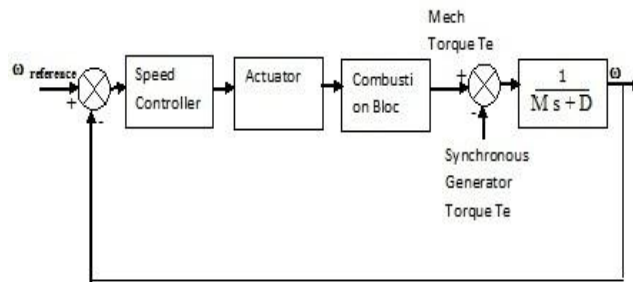 Mech
Torque Te
ω reference
+
-
Speed
Controller
Actuator
Combusti
on Bloc
+
-
1
M s + D
ω
Synchronous
Generator
Torque Te